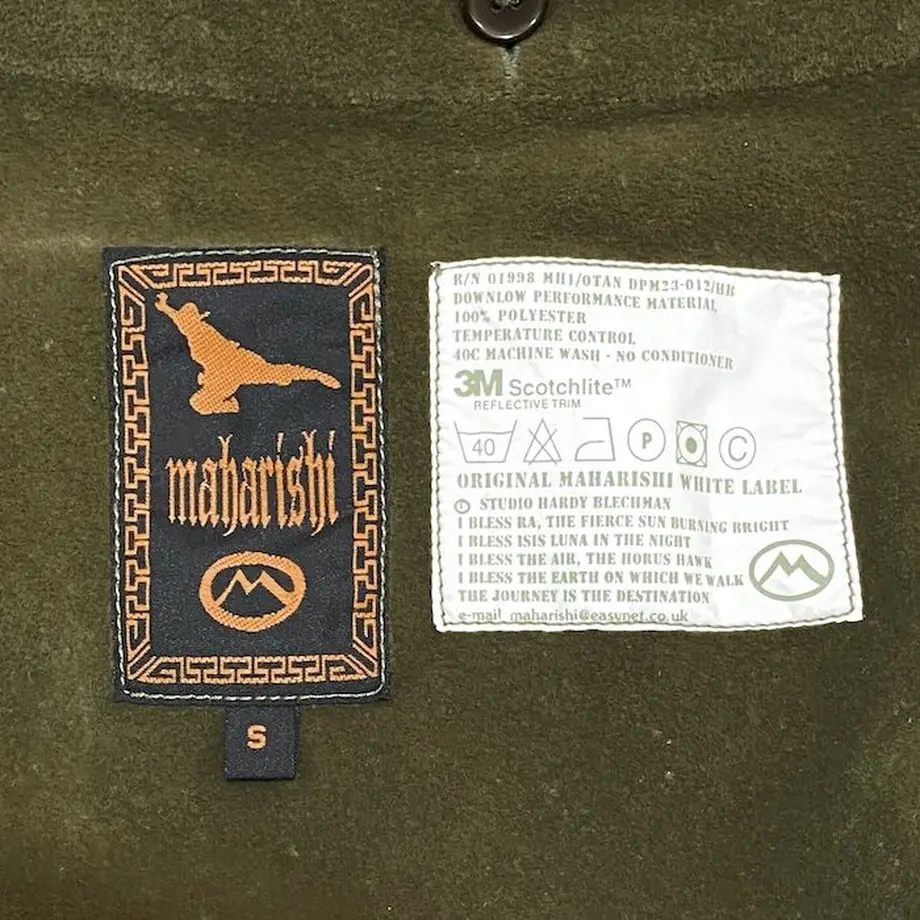 maharishi
S
R/N 01998 MH1/OTAN DPM23-012/HB
DOWNLOW PERFORMANCE MATERIAL
100% POLYESTER
TEMPERATURE CONTROL
40C MACHINE WASH - NO CONDITIONER
3M Scotchlite™
REFLECTIVE TRIM
40 P C
ORIGINAL MAHARISHI WHITE LABEL
STUDIO HARDY BLECHMAN
I BLESS RA, THE FIERCE SUN BURNING BRIGHT
I BLESS ISIS LUNA IN THE NIGHT
I BLESS THE AIR, THE HORUS HAWK
I BLESS THE EARTH ON WHICH WE WALK
THE JOURNEY IS THE DESTINATION
e-mail maharishi@easynet.co.uk